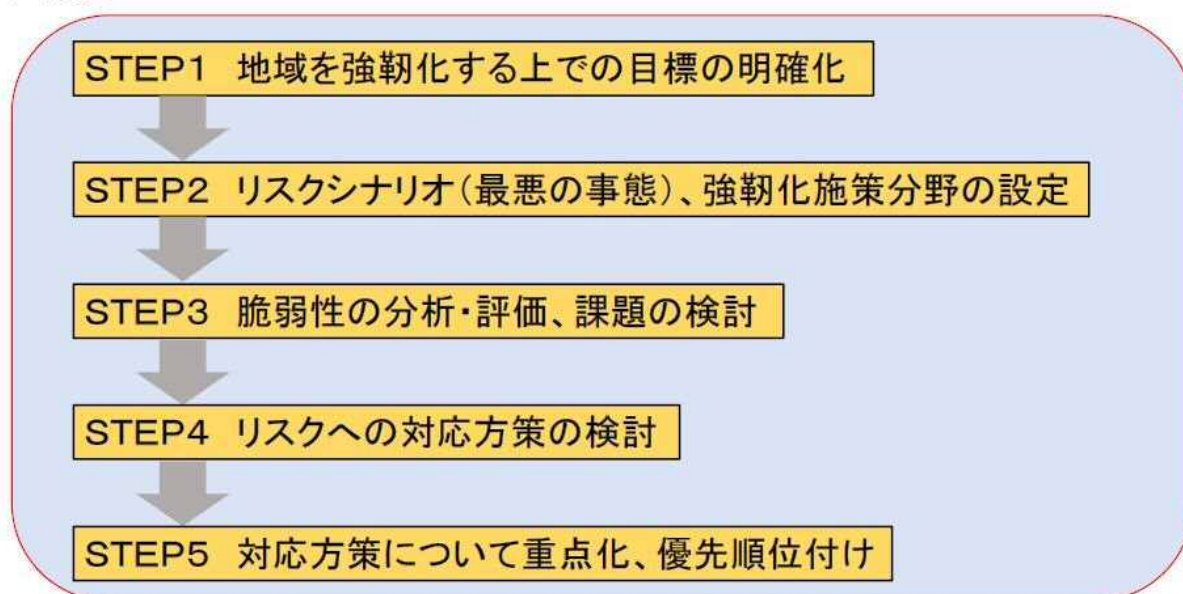 STEP1 地域を強靭化する上での目標の明確化
STEP2 リスクシナリオ(最悪の事態)、強靭化施策分野の設定
STEP3 脆弱性の分析・評価、課題の検討
STEP4 リスクへの対応方策の検討
STEP5 対応方策について重点化、優先順位付け